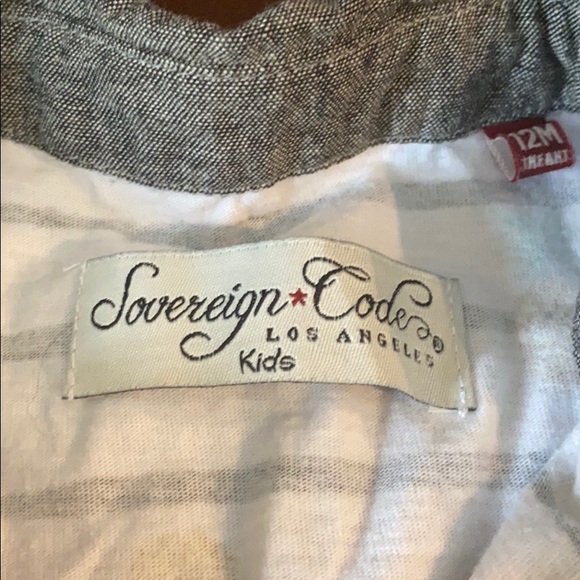 12M
INFANT
Sovereign★Code®
LOS ANGELES
Kids